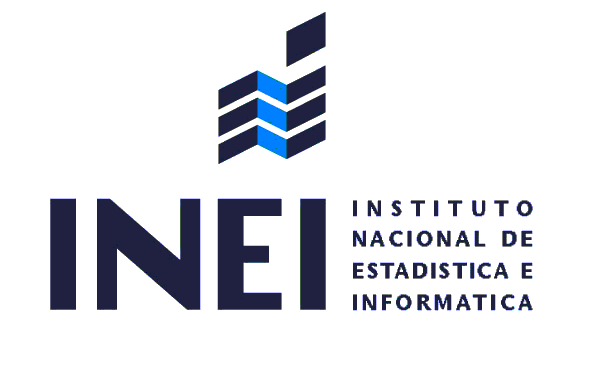 INEI
INSTITUTO
NACIONAL DE
ESTADISTICA E
INFORMATICA